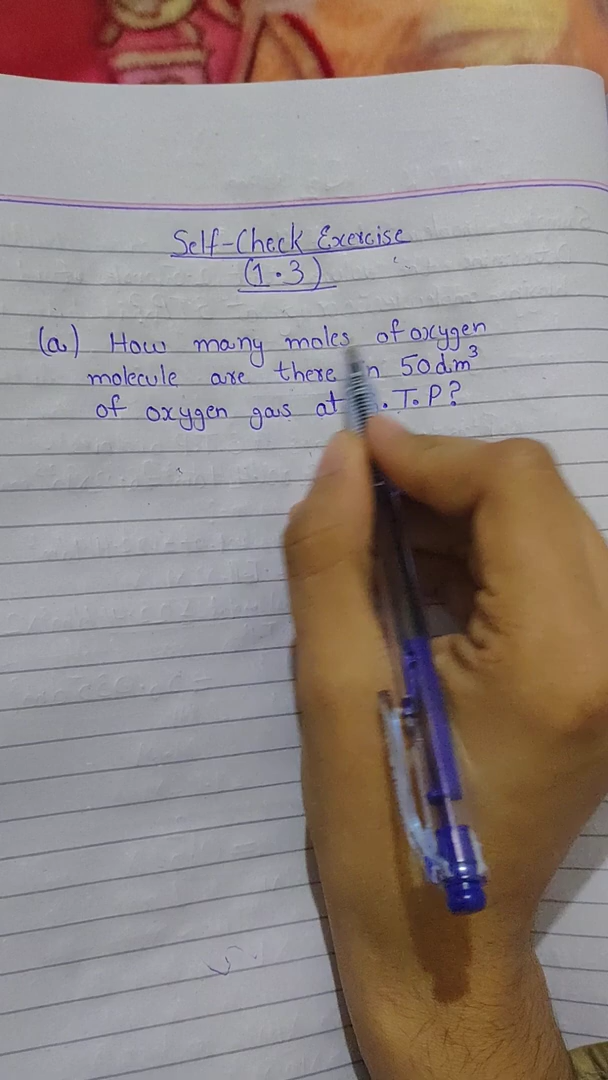 Self-Check Exercise
(1.3)
(a) How many moles of oxygen
molecule are there n 50dm³
of oxygen gas at .T.P?